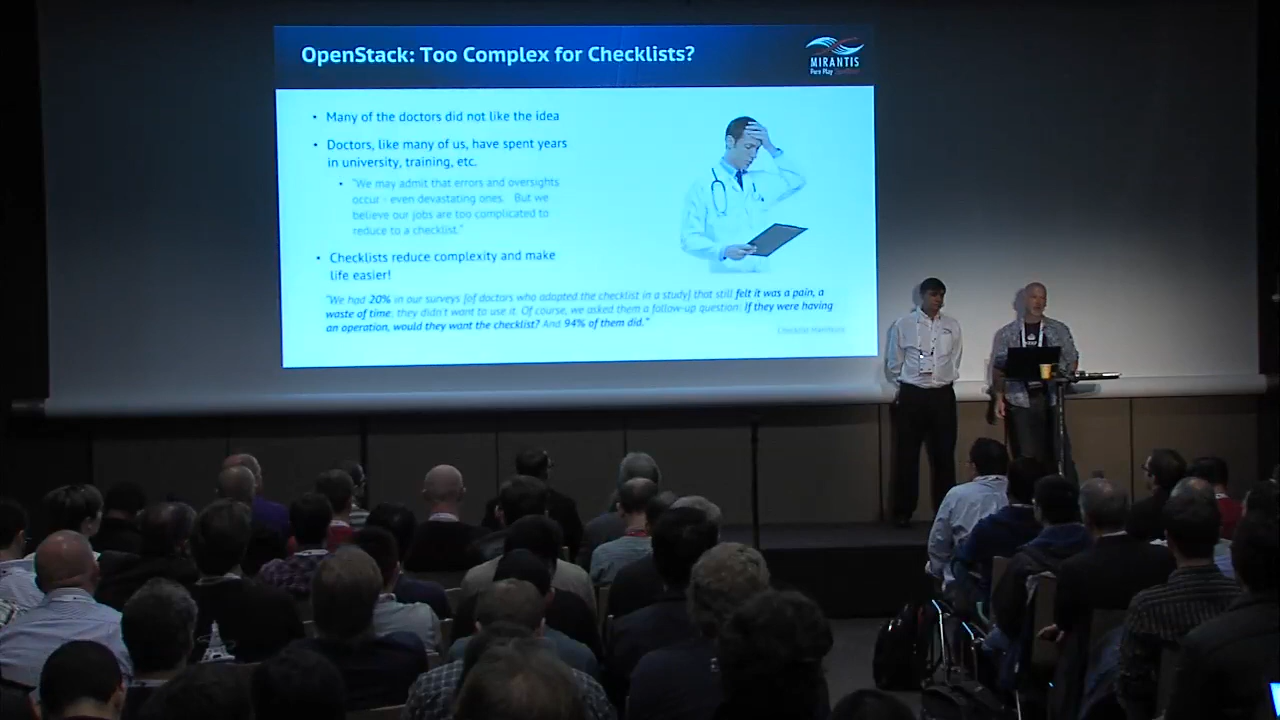 OpenStack: Too Complex for Checklists?
MIRANTIS
Pure Play
• Many of the doctors did not like the idea
• Doctors, like many of us, have spent years
in university, training, etc.
• "We may admit that errors and oversights
occur - even devastating ones. But we
believe our jobs are too complicated to
reduce to a checklist."
• Checklists reduce complexity and make
life easier!
"We had 20% in our surveys [of doctors who adopted the checklist in a study] that still felt it was a pain, a
waste of time; they didn't want to use it. Of course, we asked them a follow-up question: If they were having
an operation, would they want the checklist? And 94% of them did."
Checklist Manifesto